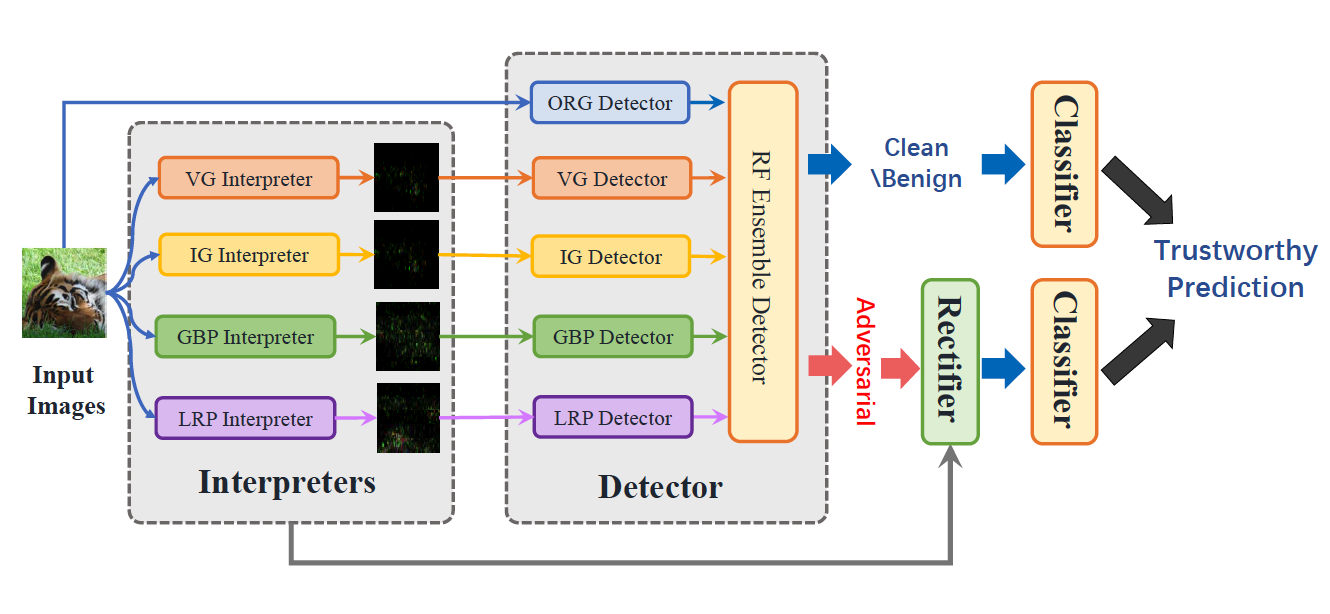 Input
Images
VG Interpreter
IG Interpreter
GBP Interpreter
LRP Interpreter
Interpreters
ORG Detector
VG Detector
IG Detector
GBP Detector
LRP Detector
RF Ensemble Detector
Detector
Clean
\Benign
Adversarial
Rectifier
Classifier
Classifier
Trustworthy
Prediction